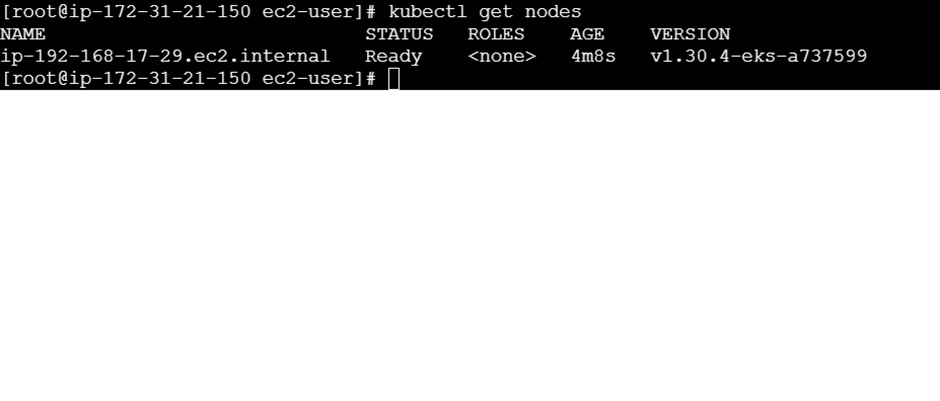 [root@ip-172-31-21-150 ec2-user]# kubectl get nodes
NAME                            STATUS   ROLES    AGE    VERSION
ip-192-168-17-29.ec2.internal   Ready    <none>   4m8s   v1.30.4-eks-a737599
[root@ip-172-31-21-150 ec2-user]#